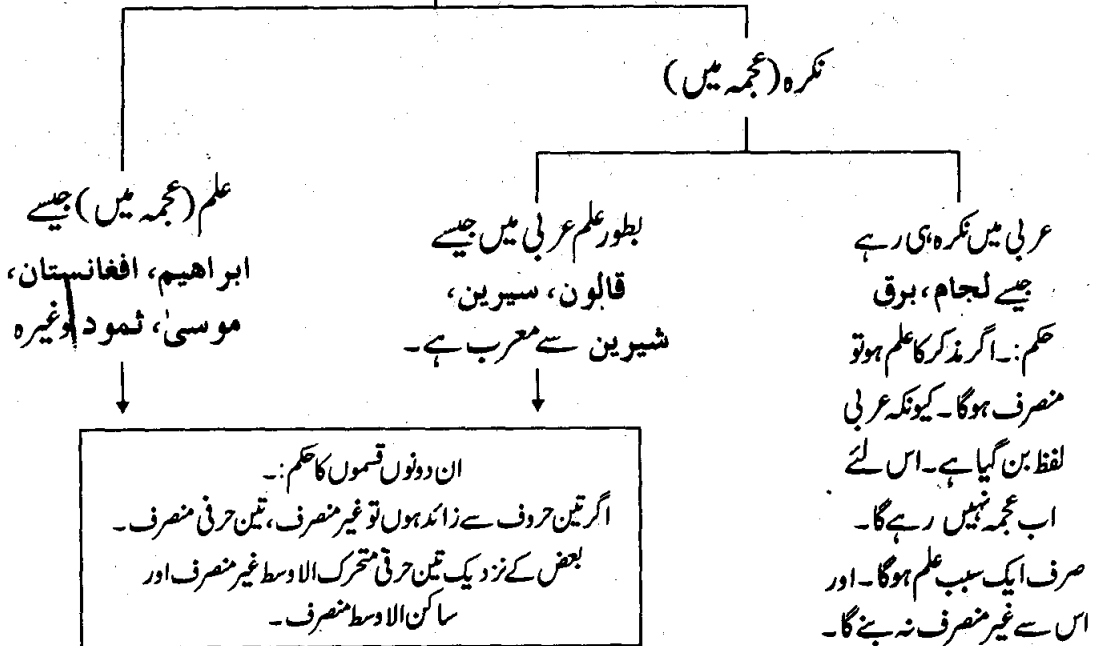 نکرہ (عجمہ میں)
عربی میں نکرہ ہی رہے
جیسے لجام، برق
حکم:۔ اگر مذکر کا علم ہو تو
منصرف ہوگا۔ کیونکہ عربی
لفظ بن گیا ہے۔ اس لئے
اب عجمہ نہیں رہے گا۔
صرف ایک سبب علم ہوگا۔ اور
اس سے غیر منصرف نہ بنے گا۔
بطور علم عربی میں جیسے
قالون، سیرین،
شیرین سے معرب ہے۔
علم (عجمہ میں) جیسے
ابراھیم، افغانستان،
موسیٰ، ثمود وغیرہ
ان دونوں قسموں کا حکم:۔
اگر تین حروف سے زائد ہوں تو غیر منصرف، تین حرفی منصرف۔
بعض کے نزدیک تین حرفی متحرک الاوسط غیر منصرف اور
ساکن الاوسط منصرف۔